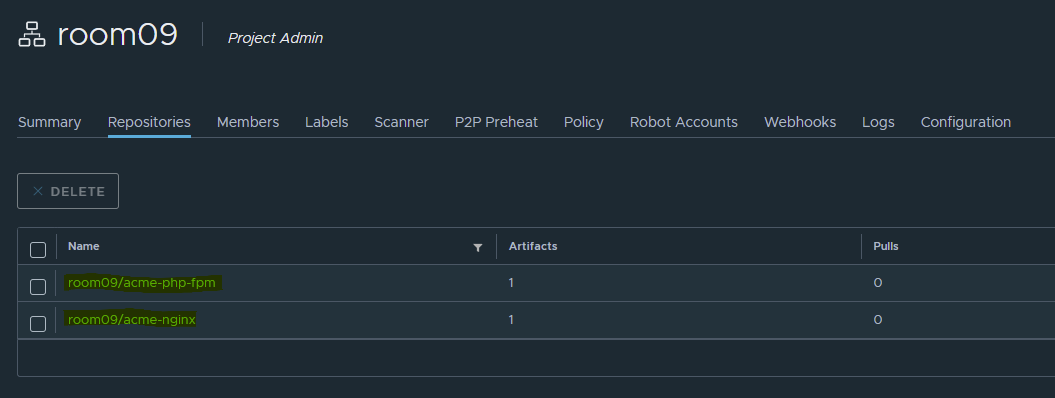 room09 Project Admin
Summary Repositories Members Labels Scanner P2P Preheat Policy Robot Accounts Webhooks Logs Configuration
DELETE
Name Artifacts Pulls
room09/acme-php-fpm 1 0
room09/acme-nginx 1 0